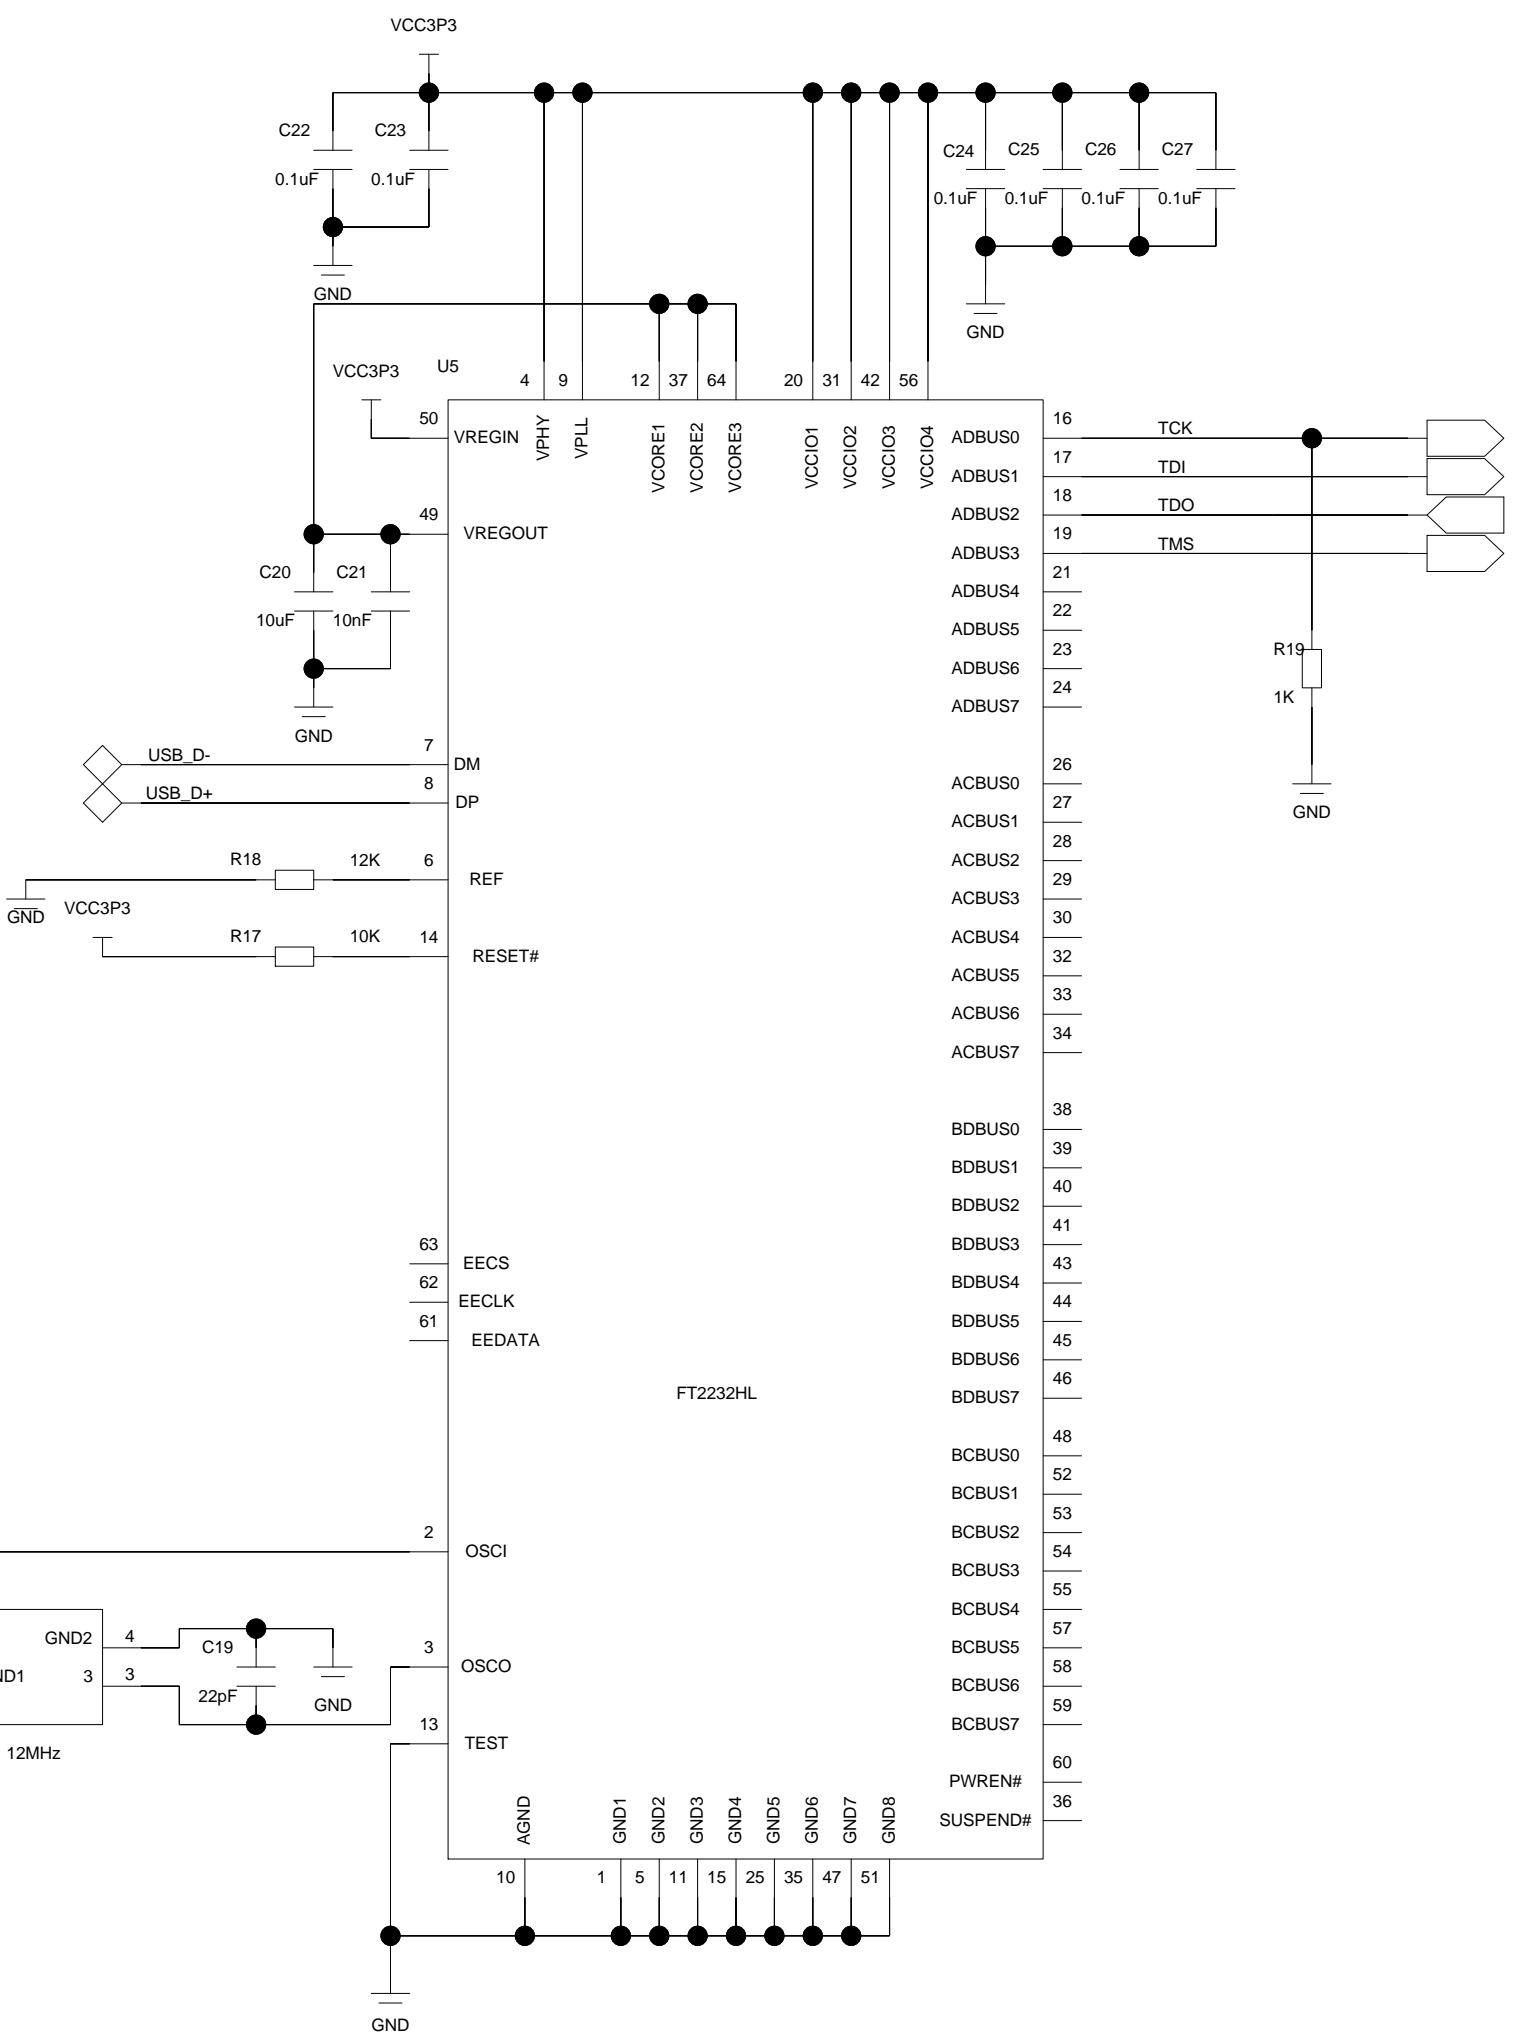 VCC3P3
C22 C23
0.1uF 0.1uF
GND
C24 C25 C26 C27
0.1uF 0.1uF 0.1uF 0.1uF
GND
VCC3P3
U5
4 9 12 37 64 20 31 42 56
VPHY VPLL VCORE1 VCORE2 VCORE3 VCCIO1 VCCIO2 VCCIO3 VCCIO4
50 VREGIN
49 VREGOUT
C20 C21
10uF 10nF
GND
USB_D- 7 DM
USB_D+ 8 DP
R18 12K 6 REF
GND
VCC3P3
R17 10K 14 RESET#
63 EECS
62 EECLK
61 EEDATA
FT2232HL
2 OSCI
GND2 4
ND1 3 3
12MHz
C19
22pF
GND
3 OSCO
13 TEST
ADBUS0 16 TCK
ADBUS1 17 TDI
ADBUS2 18 TDO
ADBUS3 19 TMS
ADBUS4 21
ADBUS5 22
ADBUS6 23
ADBUS7 24
R19
1K
GND
ACBUS0 26
ACBUS1 27
ACBUS2 28
ACBUS3 29
ACBUS4 30
ACBUS5 32
ACBUS6 33
ACBUS7 34
BDBUS0 38
BDBUS1 39
BDBUS2 40
BDBUS3 41
BDBUS4 43
BDBUS5 44
BDBUS6 45
BDBUS7 46
BCBUS0 48
BCBUS1 52
BCBUS2 53
BCBUS3 54
BCBUS4 55
BCBUS5 57
BCBUS6 58
BCBUS7 59
PWREN# 60
SUSPEND# 36
AGND GND1 GND2 GND3 GND4 GND5 GND6 GND7 GND8
10 1 5 11 15 25 35 47 51
GND